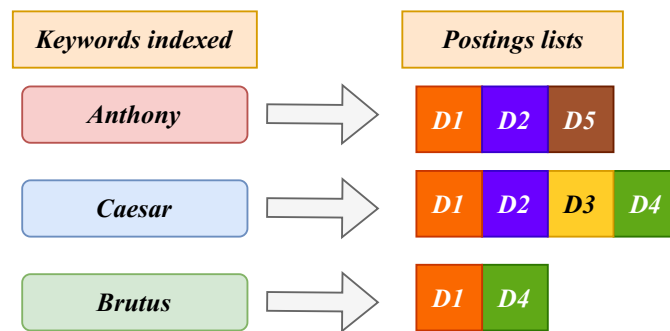 Keywords indexed Postings lists
Anthony D1 D2 D5
Caesar D1 D2 D3 D4
Brutus D1 D4